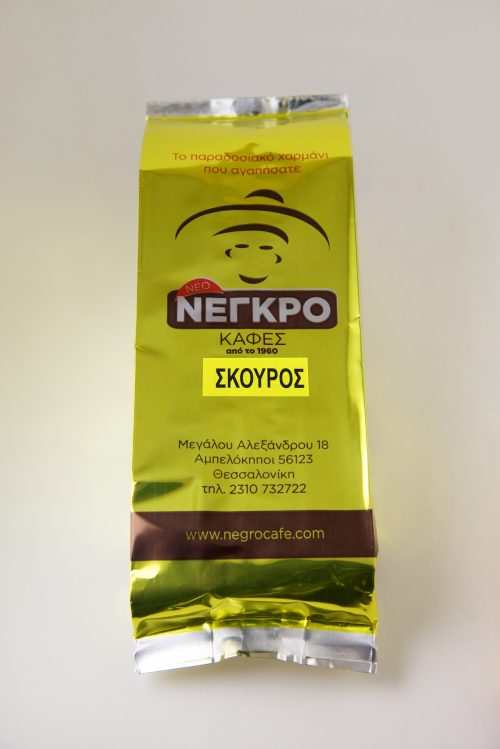 Το παραδοσιακό χαρμάνι
που αγαπήσατε
ΝΕΟ
ΝΕΓΚΡΟ
ΚΑΦΕΣ
από το 1960
ΣΚΟΥΡΟΣ
Μεγάλου Αλεξάνδρου 18
Αμπελόκηποι 56123
Θεσσαλονίκη
τηλ. 2310 732722
www.negrocafe.com